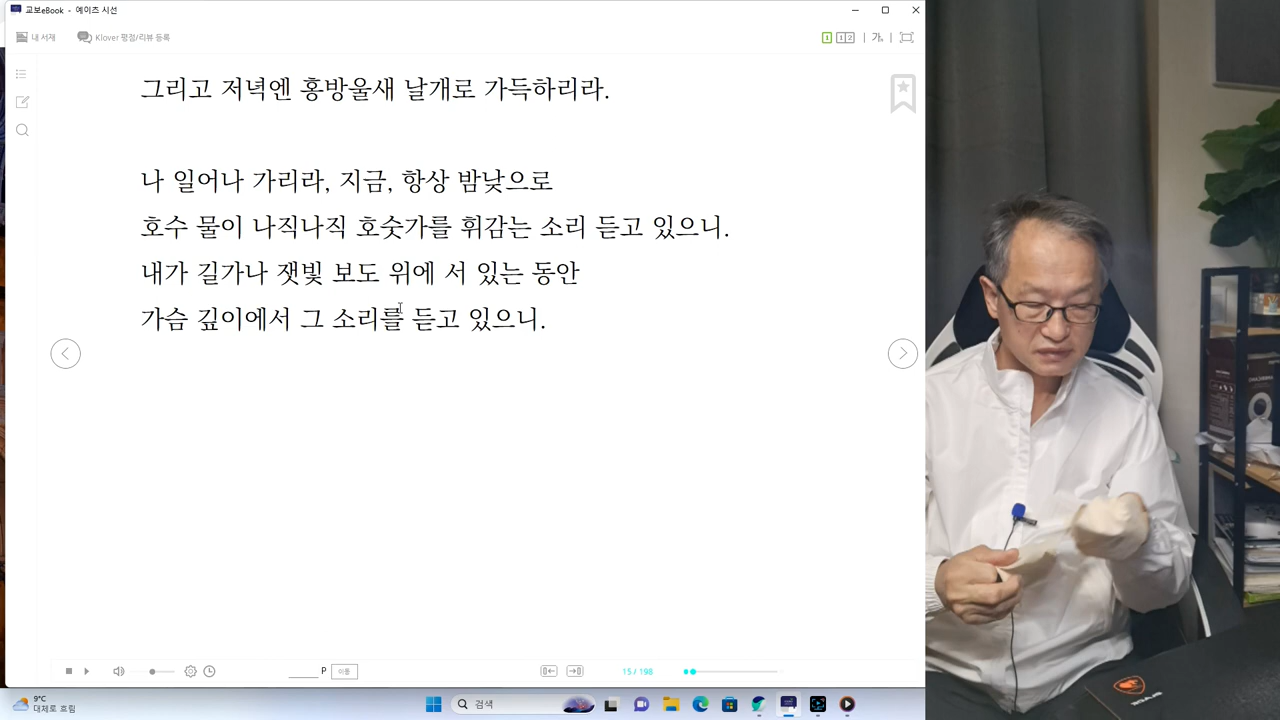 교보eBook - 예이츠 시선
내 서재
Klover 평점/리뷰 등록
1
1 2
가
그리고 저녁엔 홍방울새 날개로 가득하리라.
나 일어나 가리라, 지금, 항상 밤낮으로
호수 물이 나직나직 호숫가를 휘감는 소리 듣고 있으니.
내가 길가나 잿빛 보도 위에 서 있는 동안
가슴 깊이에서 그 소리를 듣고 있으니.
P
이동
15 / 198
9°C
대체로 흐림
검색